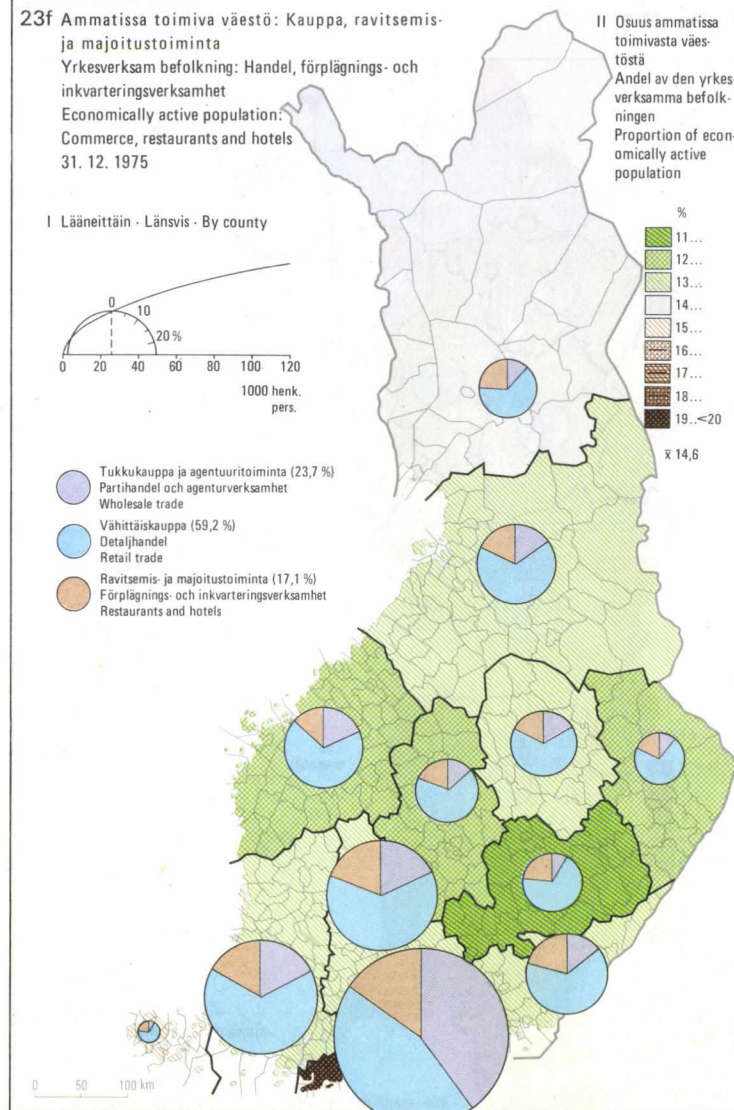 23f Ammatissa toimiva väestö: Kauppa, ravitsemis-
ja majoitustoiminta
Yrkesverksam befolkning: Handel, förplägnings- och
inkvarteringsverksamhet
Economically active population:
Commerce, restaurants and hotels
31. 12. 1975
II Osuus ammatissa
toimivasta väes-
töstä
Andel av den yrkes-
verksamma befolk-
ningen
Proportion of econ-
omically active
population
%
11...
12...
13...
14...
15...
16...
17...
18...
19..<20
x̄ 14,6
I Lääneittäin · Länsvis · By county
0
10
20 %
0 20 40 60 80 100 120
1000 henk.
pers.
Tukkukauppa ja agentuuritoiminta (23,7 %)
Partihandel och agenturverksamhet
Wholesale trade
Vähittäiskauppa (59,2 %)
Detaljhandel
Retail trade
Ravitsemis- ja majoitustoiminta (17,1 %)
Förplägnings- och inkvarteringsverksamhet
Restaurants and hotels
0 50 100 km